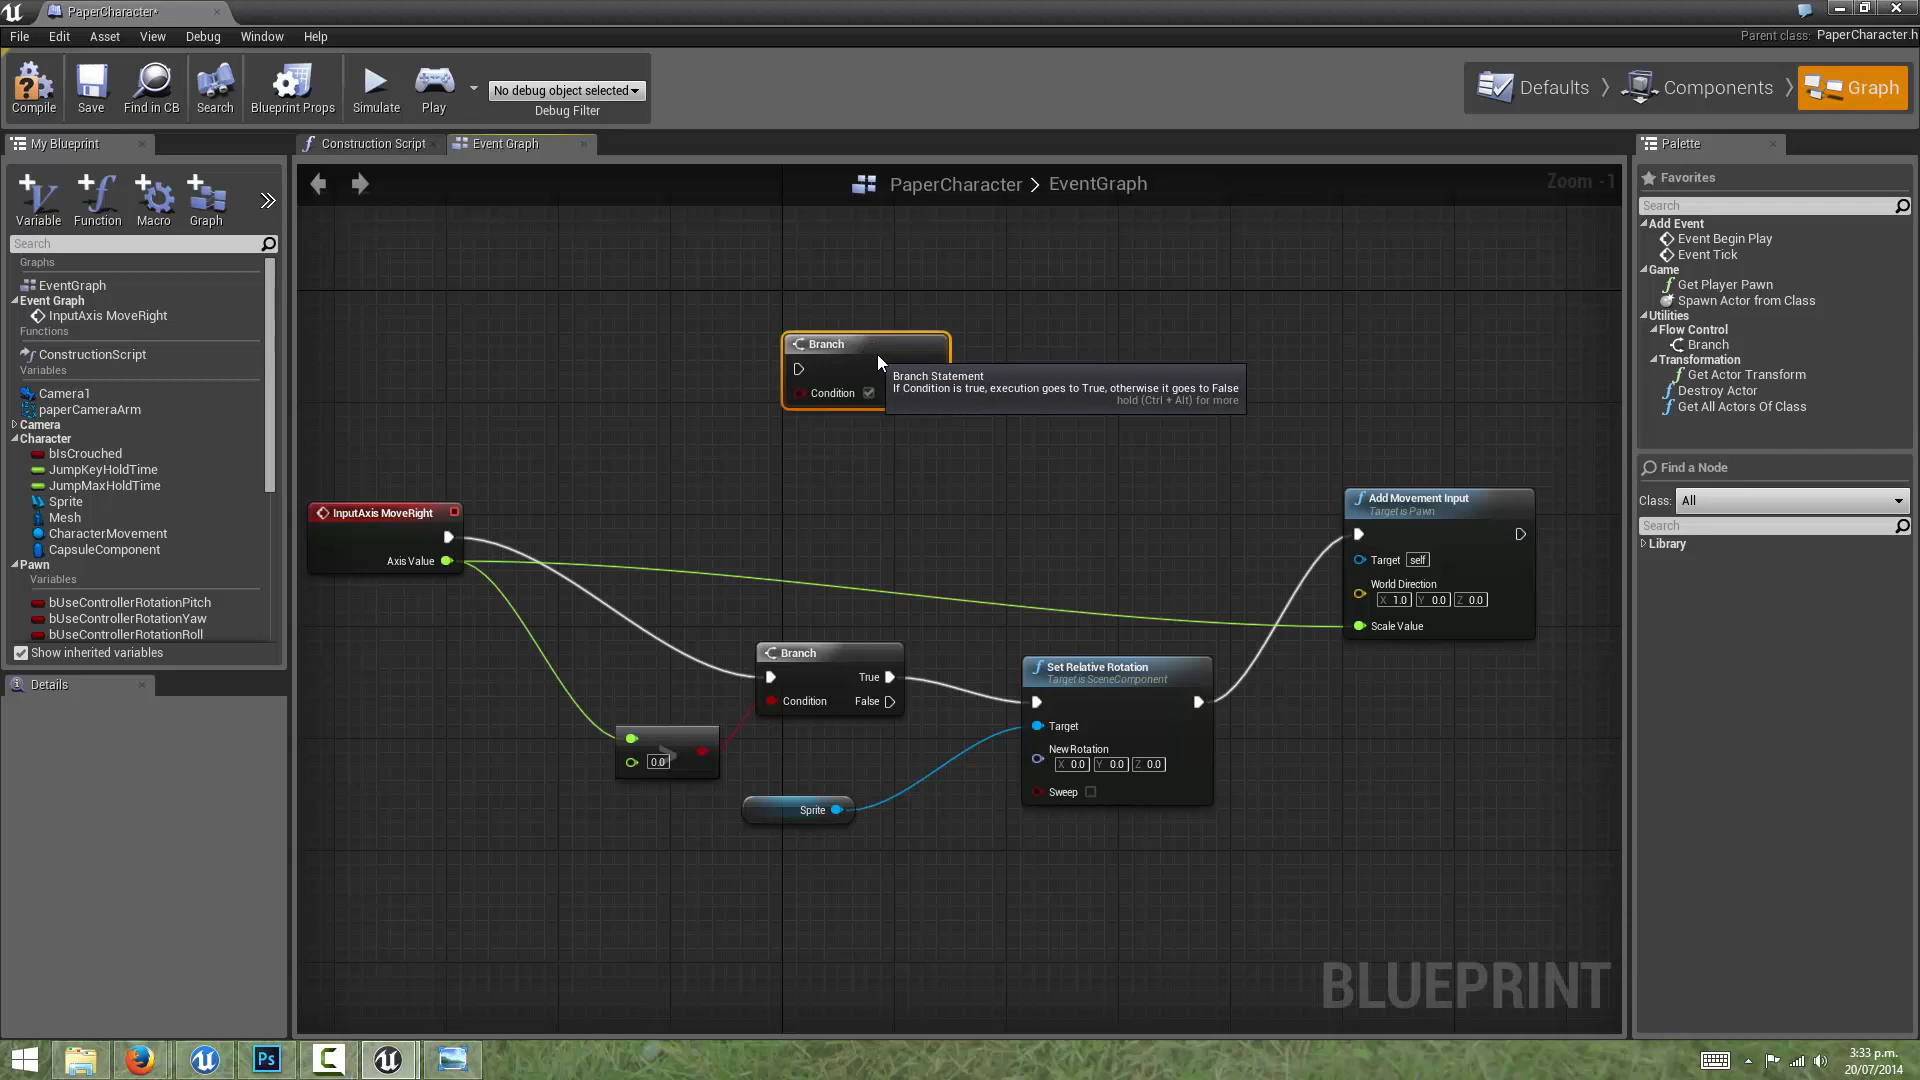 PaperCharacter*
File Edit Asset View Debug Window Help
Parent class: PaperCharacter.h
Compile Save Find in CB Search Blueprint Props Simulate Play
No debug object selected
Debug Filter
Defaults Components Graph
My Blueprint
Construction Script
Event Graph
Palette
Variable Function Macro Graph
Search
Graphs
EventGraph
Event Graph
InputAxis MoveRight
Functions
ConstructionScript
Variables
Camera1
paperCameraArm
Camera
Character
bIsCrouched
JumpKeyHoldTime
JumpMaxHoldTime
Sprite
Mesh
CharacterMovement
CapsuleComponent
Pawn
Variables
bUseControllerRotationPitch
bUseControllerRotationYaw
bUseControllerRotationRoll
Show inherited variables
Details
PaperCharacter > EventGraph
Zoom -1
Branch
Condition
Branch Statement
If Condition is true, execution goes to True, otherwise it goes to False
hold (Ctrl + Alt) for more
InputAxis MoveRight
Axis Value
Branch
True
Condition False
0.0
Sprite
Set Relative Rotation
Target is SceneComponent
Target
New Rotation
X 0.0 Y 0.0 Z 0.0
Sweep
Add Movement Input
Target is Pawn
Target self
World Direction
X 1.0 Y 0.0 Z 0.0
Scale Value
BLUEPRINT
Favorites
Search
Add Event
Event Begin Play
Event Tick
Game
Get Player Pawn
Spawn Actor from Class
Utilities
Flow Control
Branch
Transformation
Get Actor Transform
Destroy Actor
Get All Actors Of Class
Find a Node
Class: All
Search
Library
Ps
3:33 p.m.
20/07/2014